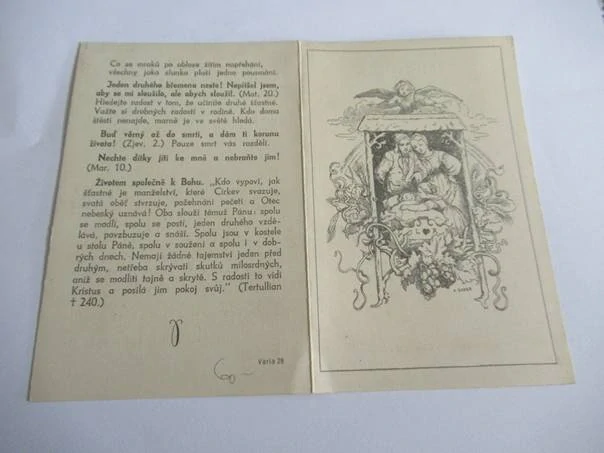 Co se mraků po obloze žitím napřehání,
všechny jako slunko plaší jedno pousmání.
Jeden druhého břemena neste! Nepřišel jsem,
aby se mi sloužilo, ale abych sloužil. (Mat. 20.)
Hledejte radost v tom, že učiníte druhé šťastné.
Važte si drobných radostí v rodině. Kdo doma
štěstí nenajde, marně je ve světě hledá.
Buď věrný až do smrti, a dám ti korunu
života! (Zjev. 2.) Pouze smrt vás rozdělí.
Nechte dítky jíti ke mně a nebraňte jim!
(Mar. 10.)
Životem společně k Bohu. „Kdo vypoví, jak
šťastné je manželství, které Církev svazuje,
svatá oběť stvrzuje, požehnání pečetí a Otec
nebeský uznává! Oba slouží témuž Pánu: spolu
se modlí, spolu se postí, jeden druhého vzdě-
lává, povzbuzuje a snáší. Spolu jsou v kostele
u stolu Páně, spolu v soužení a spolu i v dob-
rých dnech. Nemají žádné tajemství jeden před
druhým, netřeba skrývati skutků milosrdných,
aniž se modliti tajně a skrytě. S radostí to vidí
Kristus a posílá jim pokoj svůj.“ (Tertullian
† 240.)
Varia 28